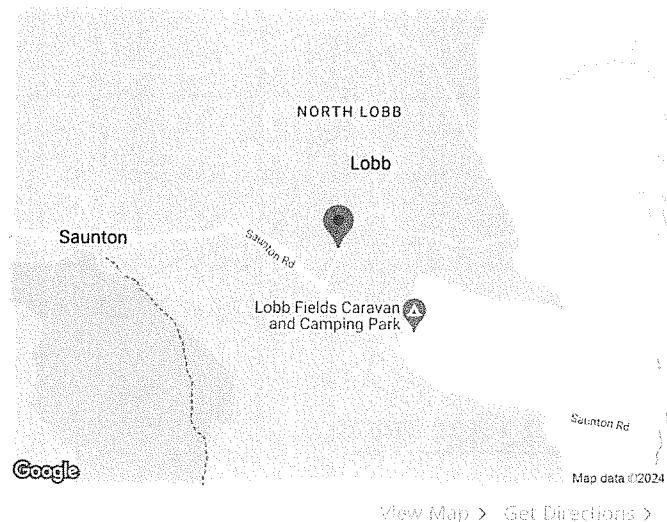 NORTH LOBB
Lobb
Saunton
Saunton Rd
Lobb Fields Caravan
and Camping Park
Saunton Rd
Google
Map data ©2024
View Map > Get Directions >